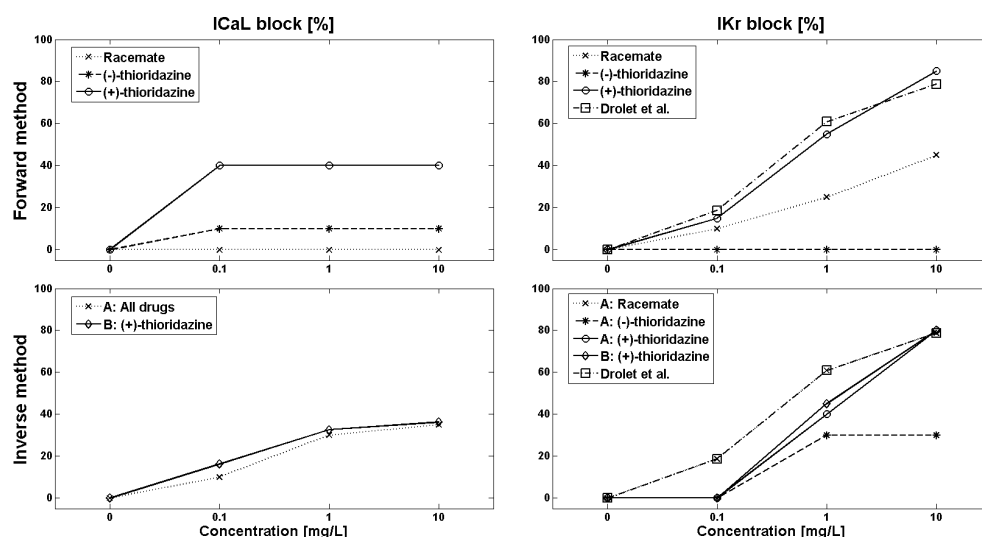 ICaL block [%]
IKr block [%]
Forward method
100
80
60
40
20
0
0
0.1
1
10
Racemate
(-)-thioridazine
(+)-thioridazine
100
80
60
40
20
0
0
0.1
1
10
Racemate
(-)-thioridazine
(+)-thioridazine
Drolet et al.
Inverse method
100
80
60
40
20
0
0
0.1
1
10
A: All drugs
B: (+)-thioridazine
Concentration [mg/L]
100
80
60
40
20
0
0
0.1
1
10
A: Racemate
A: (-)-thioridazine
A: (+)-thioridazine
B: (+)-thioridazine
Drolet et al.
Concentration [mg/L]